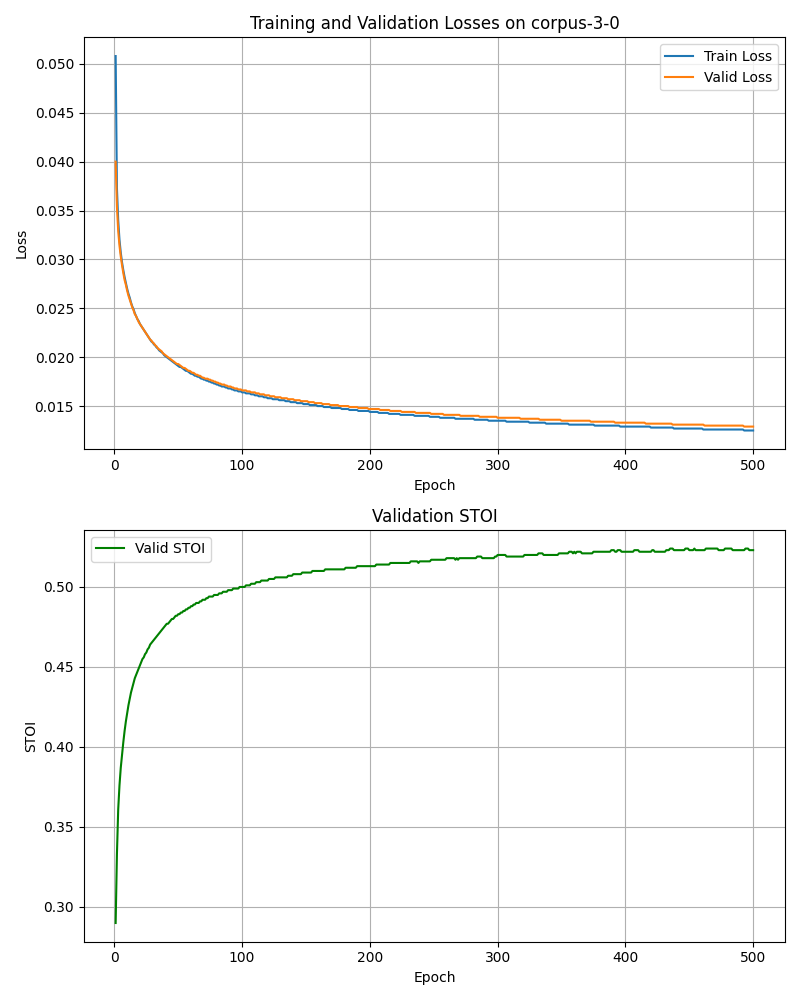 Training and Validation Losses on corpus-3-0
0.050
0.045
0.040
0.035
0.030
0.025
0.020
0.015
Loss
Train Loss
Valid Loss
0 100 200 300 400 500
Epoch
Validation STOI
0.50
0.45
0.40
0.35
0.30
STOI
Valid STOI
0 100 200 300 400 500
Epoch